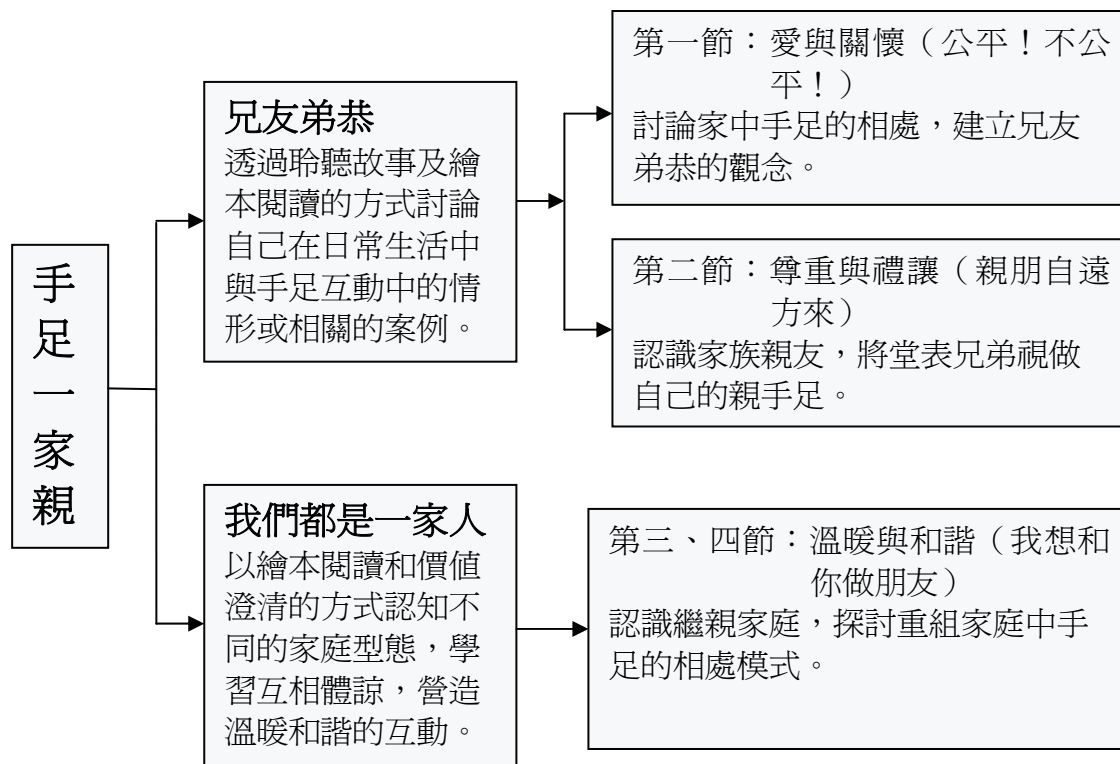 手足一家親
兄友弟恭
透過聆聽故事及繪
本閱讀的方式討論
自己在日常生活中
與手足互動中的情
形或相關的案例。
第一節：愛與關懷（公平！不公
平！）
討論家中手足的相處，建立兄友
弟恭的觀念。
第二節：尊重與禮讓（親朋自遠
方來）
認識家族親友，將堂表兄弟視做
自己的親手足。
我們都是一家人
以繪本閱讀和價值
澄清的方式認知不
同的家庭型態，學
習互相體諒，營造
溫暖和諧的互動。
第三、四節：溫暖與和諧（我想和
你做朋友）
認識繼親家庭，探討重組家庭中手
足的相處模式。